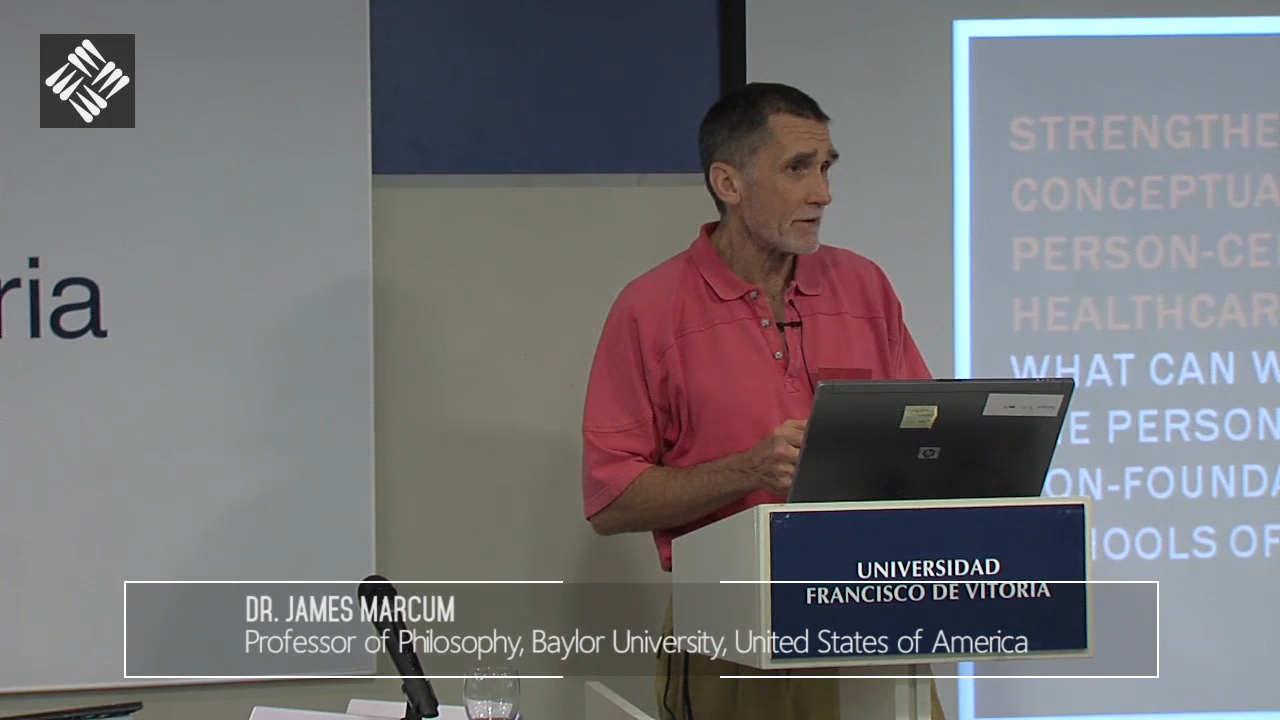 ria
STRENGTHE
CONCEPTUA
PERSON-CE
HEALTHCAR
WHAT CAN W
E PERSON
ON-FOUNDA
HOOLS OF
hp
UNIVERSIDAD
FRANCISCO DE VITORIA
DR. JAMES MARCUM
Professor of Philosophy, Baylor University, United States of America